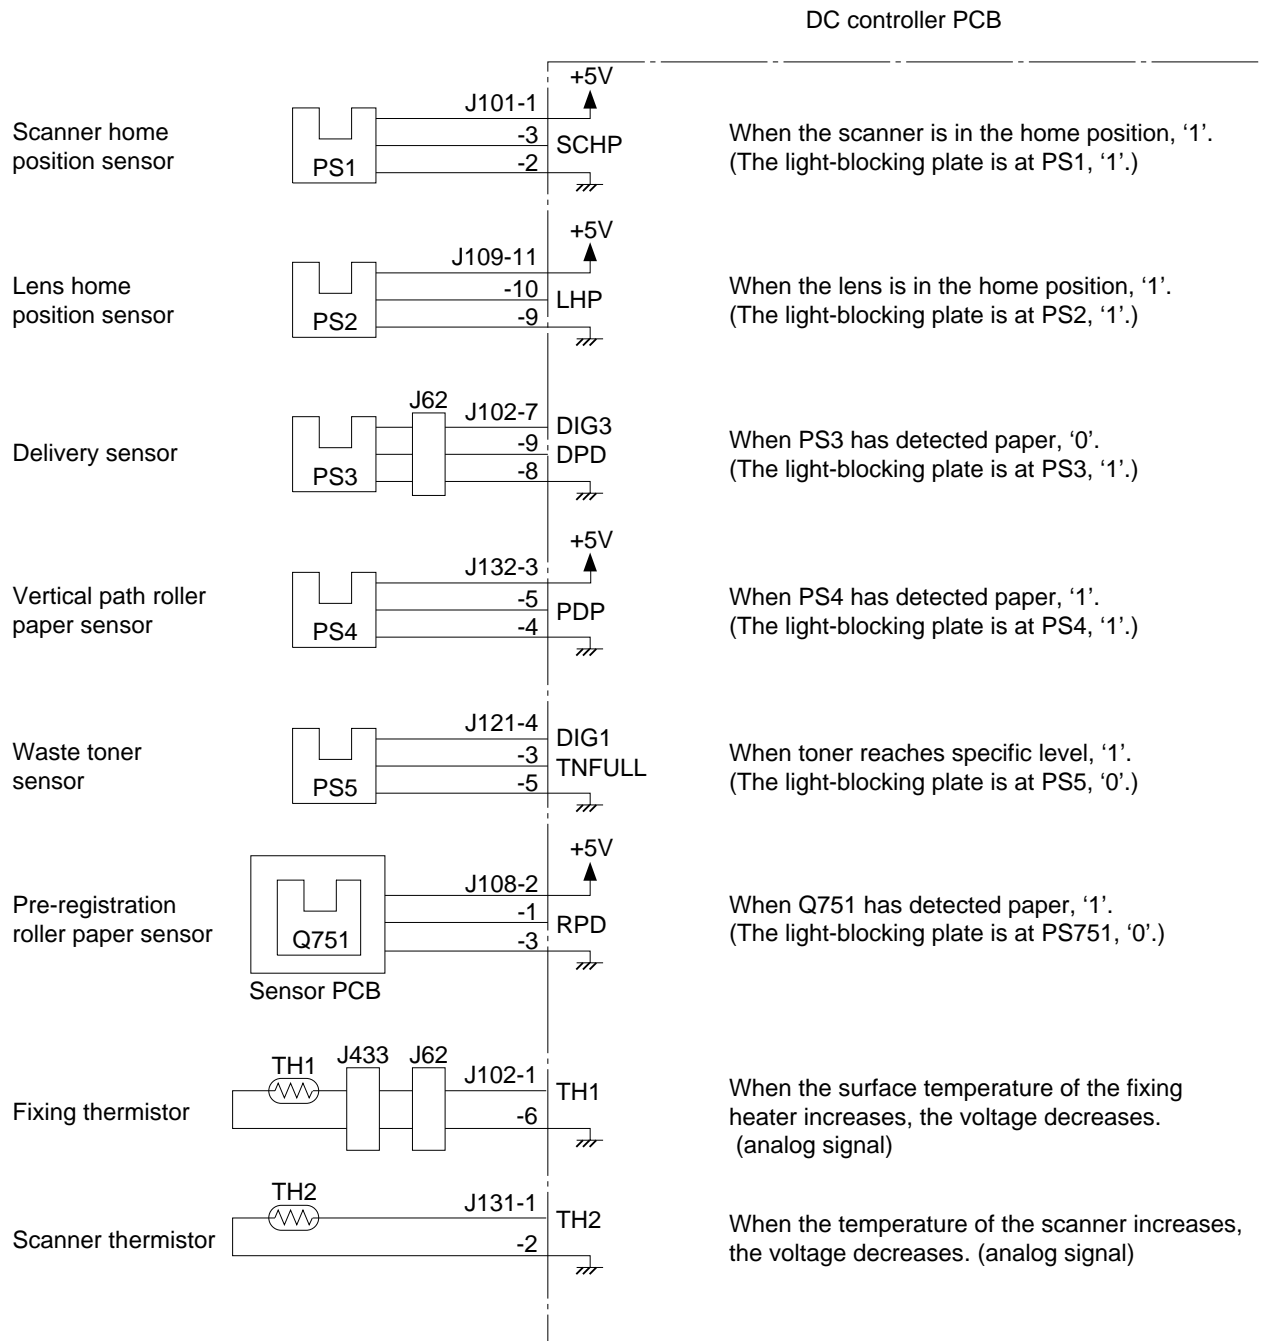 DC controller PCB
+5V
J101-1
Scanner home
position sensor
-3
SCHP
-2
PS1
When the scanner is in the home position, ‘1’.
(The light-blocking plate is at PS1, ‘1’.)
+5V
J109-11
Lens home
position sensor
-10
LHP
-9
PS2
When the lens is in the home position, ‘1’.
(The light-blocking plate is at PS2, ‘1’.)
J62
J102-7
DIG3
Delivery sensor
-9
DPD
-8
PS3
When PS3 has detected paper, ‘0’.
(The light-blocking plate is at PS3, ‘1’.)
+5V
J132-3
Vertical path roller
paper sensor
-5
PDP
-4
PS4
When PS4 has detected paper, ‘1’.
(The light-blocking plate is at PS4, ‘1’.)
J121-4
DIG1
Waste toner
sensor
-3
TNFULL
-5
PS5
When toner reaches specific level, ‘1’.
(The light-blocking plate is at PS5, ‘0’.)
+5V
J108-2
Pre-registration
roller paper sensor
-1
RPD
-3
Q751
Sensor PCB
When Q751 has detected paper, ‘1’.
(The light-blocking plate is at PS751, ‘0’.)
TH1
J433
J62
J102-1
TH1
Fixing thermistor
-6
When the surface temperature of the fixing
heater increases, the voltage decreases.
(analog signal)
TH2
J131-1
TH2
Scanner thermistor
-2
When the temperature of the scanner increases,
the voltage decreases. (analog signal)